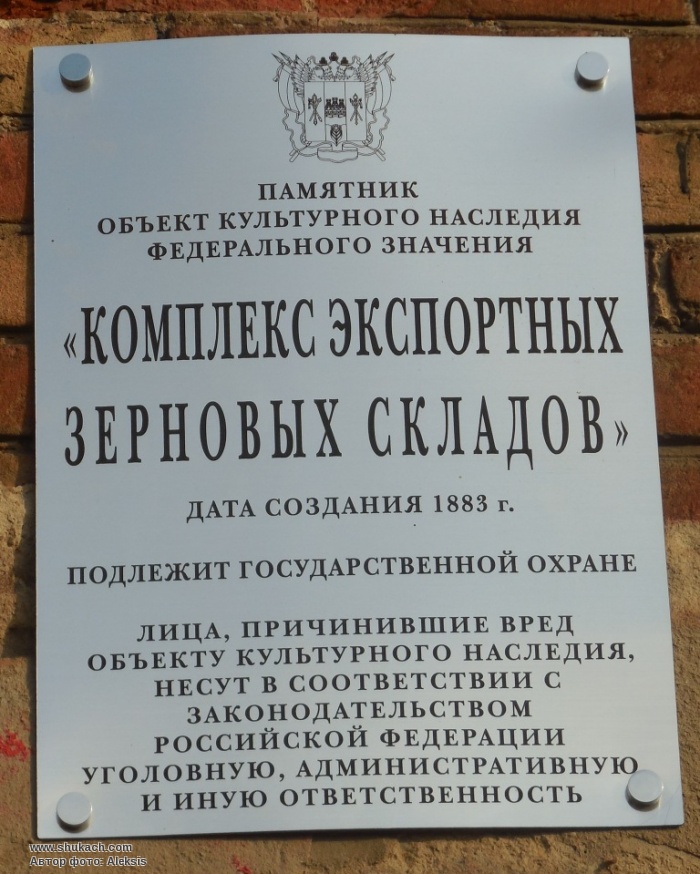 ПАМЯТНИК
ОБЪЕКТ КУЛЬТУРНОГО НАСЛЕДИЯ
ФЕДЕРАЛЬНОГО ЗНАЧЕНИЯ
«КОМПЛЕКС ЭКСПОРТНЫХ
ЗЕРНОВЫХ СКЛАДОВ»
ДАТА СОЗДАНИЯ 1883 г.
ПОДЛЕЖИТ ГОСУДАРСТВЕННОЙ ОХРАНЕ
ЛИЦА, ПРИЧИНИВШИЕ ВРЕД
ОБЪЕКТУ КУЛЬТУРНОГО НАСЛЕДИЯ,
НЕСУТ В СООТВЕТСТВИИ С
ЗАКОНОДАТЕЛЬСТВОМ
РОССИЙСКОЙ ФЕДЕРАЦИИ
УГОЛОВНУЮ, АДМИНИСТРАТИВНУЮ
И ИНУЮ ОТВЕТСТВЕННОСТЬ
www.shukach.com
Автор фото: Aleksis